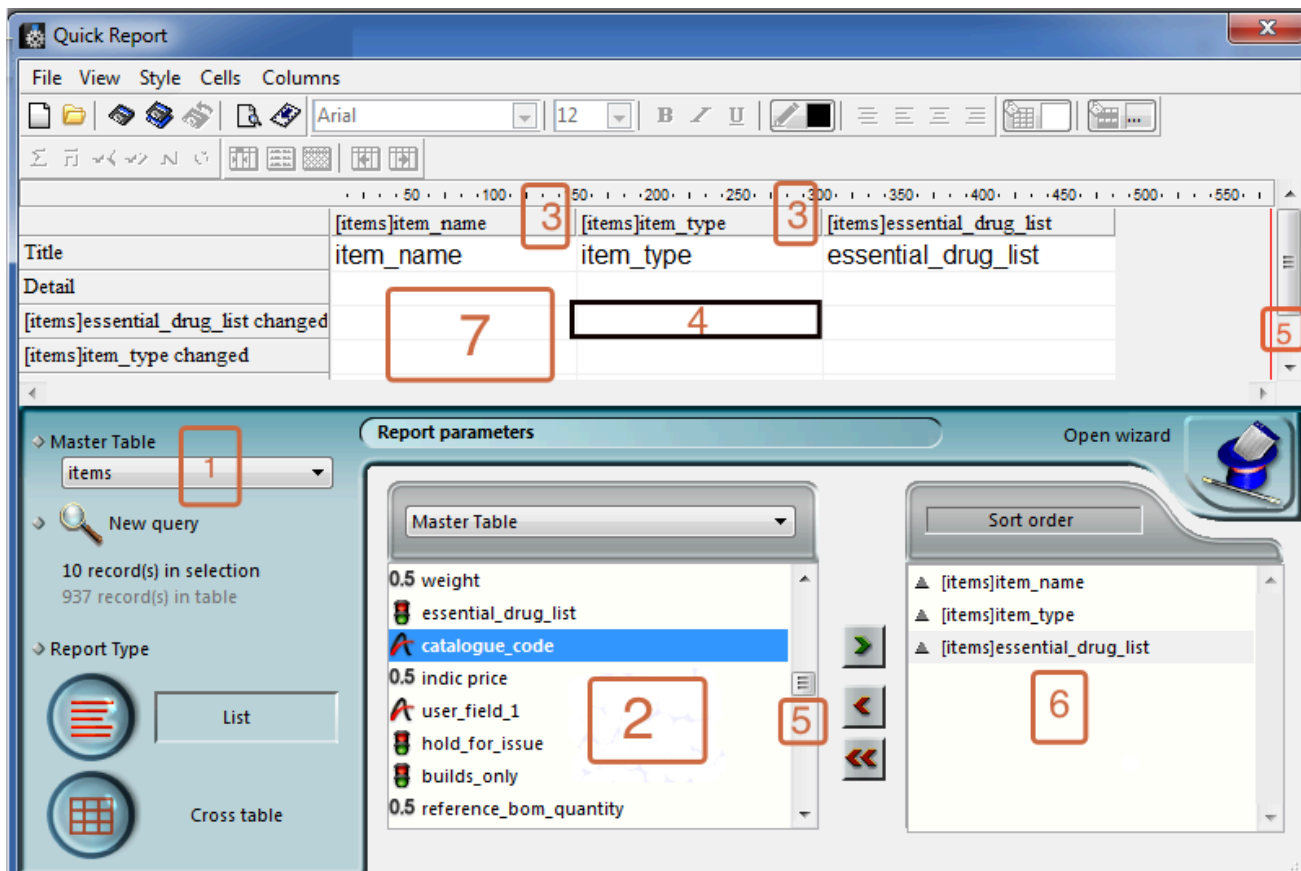 Quick Report
X
File View Style Cells Columns
Arial 12 B I U ...
Σ N
50 100 50 200 250 300 350 400 450 500 550
3 3
[items]item_name [items]item_type [items]essential_drug_list
Title item_name item_type essential_drug_list
Detail
[items]essential_drug_list changed 7 4
5
[items]item_type changed
Master Table
items 1
Report parameters
Open wizard
New query
10 record(s) in selection
937 record(s) in table
Report Type
List
Cross table
Master Table
0.5 weight
essential_drug_list
catalogue_code
0.5 indic price
user_field_1
hold_for_issue
builds_only
0.5 reference_bom_quantity
2
5
Sort order
[items]item_name
[items]item_type
[items]essential_drug_list
6